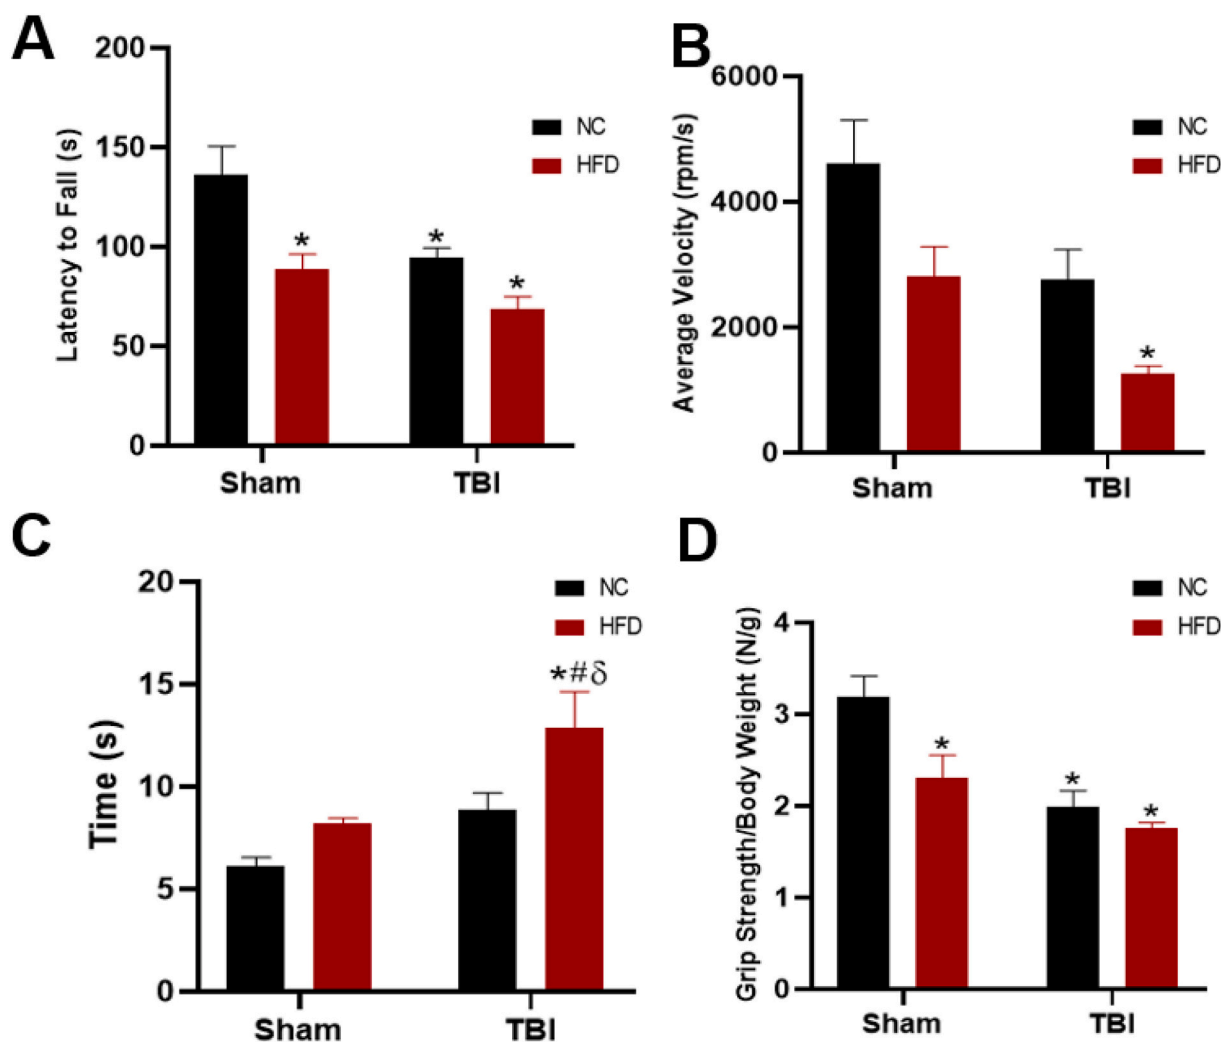 A
Latency to Fall (s)
200
150
100
50
0
NC
HFD
*
*
*
Sham
TBI
B
Average Velocity (rpm/s)
6000
4000
2000
0
NC
HFD
*
Sham
TBI
C
Time (s)
20
15
10
5
0
NC
HFD
*#δ
Sham
TBI
D
Grip Strength/Body Weight (N/g)
4
3
2
1
0
NC
HFD
*
*
*
Sham
TBI